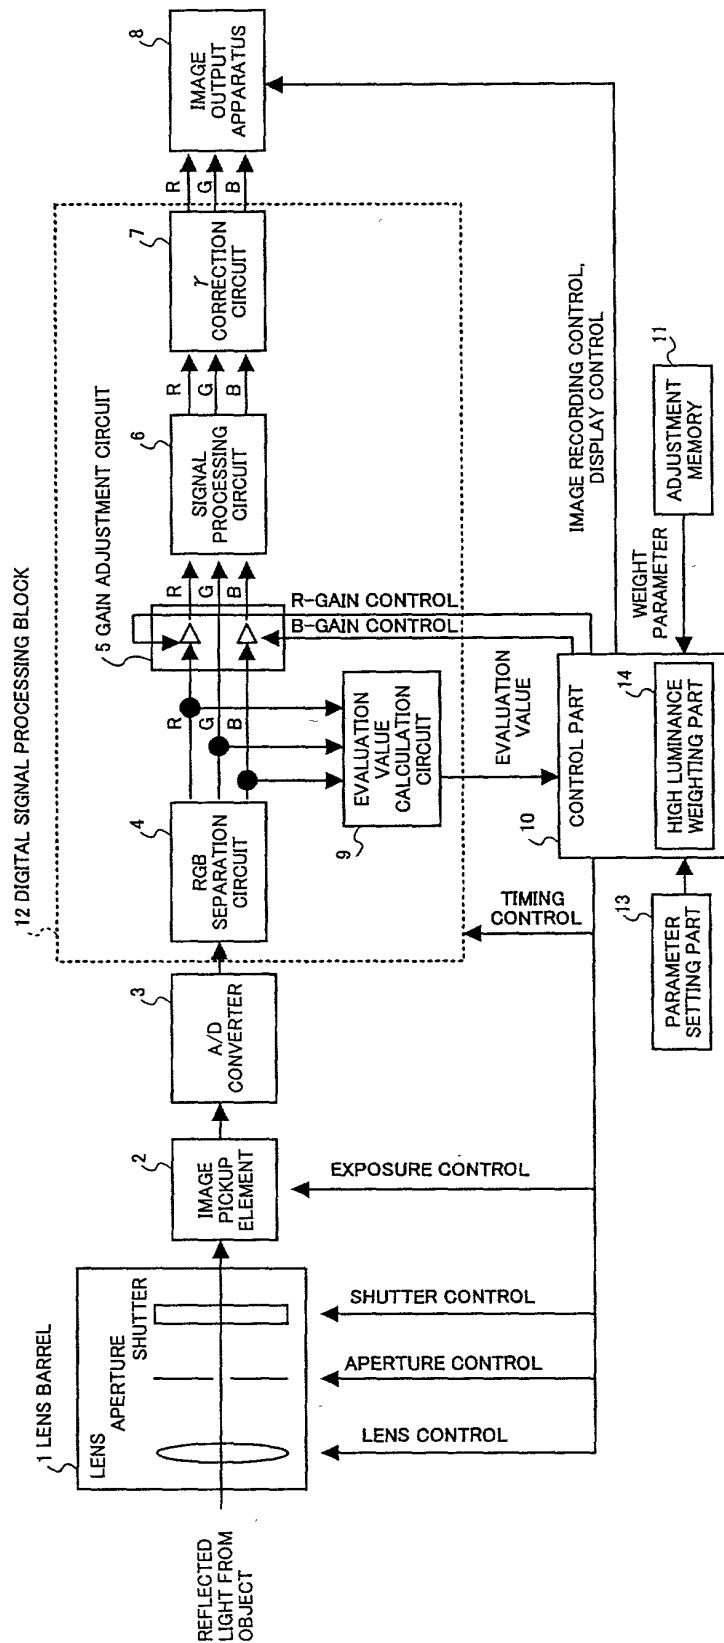 1 LENS BARREL
LENS
APERTURE
SHUTTER
REFLECTED
LIGHT FROM
OBJECT
2
IMAGE
PICKUP
ELEMENT
3
A/D
CONVERTER
12 DIGITAL SIGNAL PROCESSING BLOCK
4
RGB
SEPARATION
CIRCUIT
R
G
B
5 GAIN ADJUSTMENT CIRCUIT
R
G
B
6
SIGNAL
PROCESSING
CIRCUIT
R
G
B
7
γ
CORRECTION
CIRCUIT
R
G
B
8
IMAGE
OUTPUT
APPARATUS
9
EVALUATION
VALUE
CALCULATION
CIRCUIT
R-GAIN CONTROL
B-GAIN CONTROL
EVALUATION
VALUE
LENS CONTROL
APERTURE CONTROL
SHUTTER CONTROL
EXPOSURE CONTROL
TIMING
CONTROL
10
CONTROL PART
14
HIGH LUMINANCE
WEIGHTING PART
13
PARAMETER
SETTING PART
WEIGHT
PARAMETER
11
ADJUSTMENT
MEMORY
IMAGE RECORDING CONTROL,
DISPLAY CONTROL